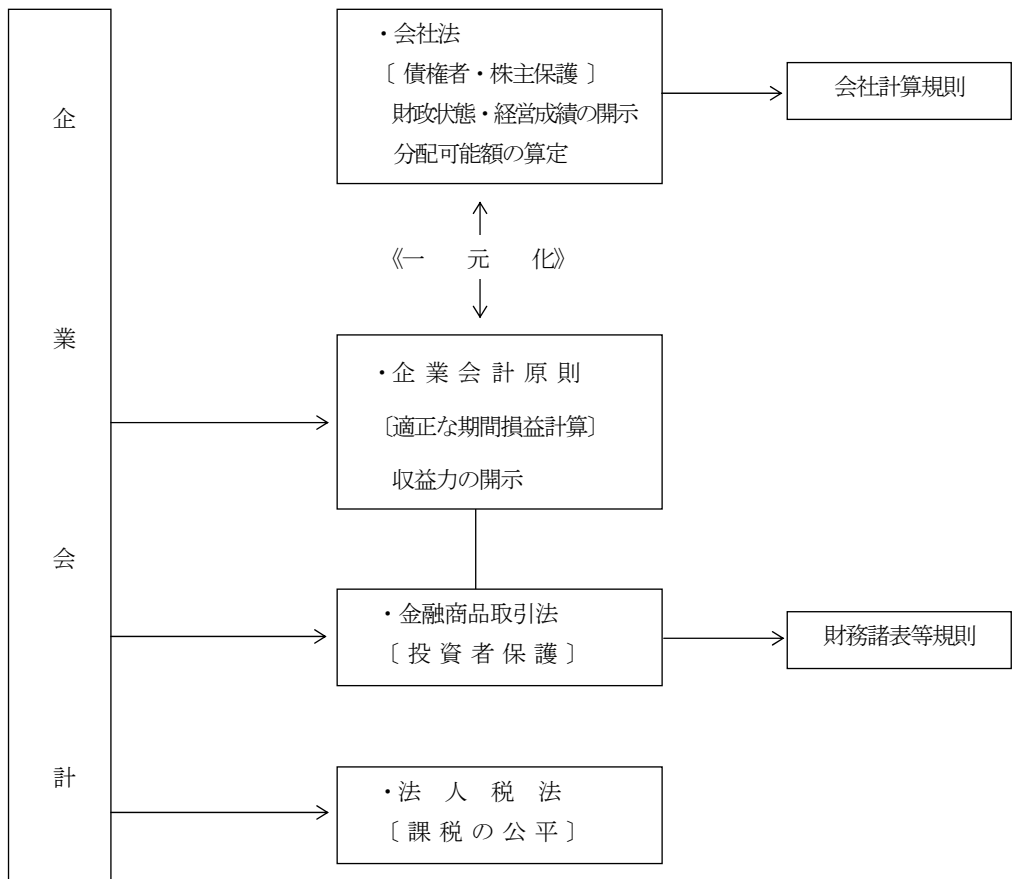 企業会計
・会社法
〔 債権者・株主保護 〕
財政状態・経営成績の開示
分配可能額の算定
会社計算規則
《一 元 化》
・企 業 会 計 原 則
〔適正な期間損益計算〕
収益力の開示
・金融商品取引法
〔 投 資 者 保 護 〕
財務諸表等規則
・法 人 税 法
〔 課 税 の 公 平 〕